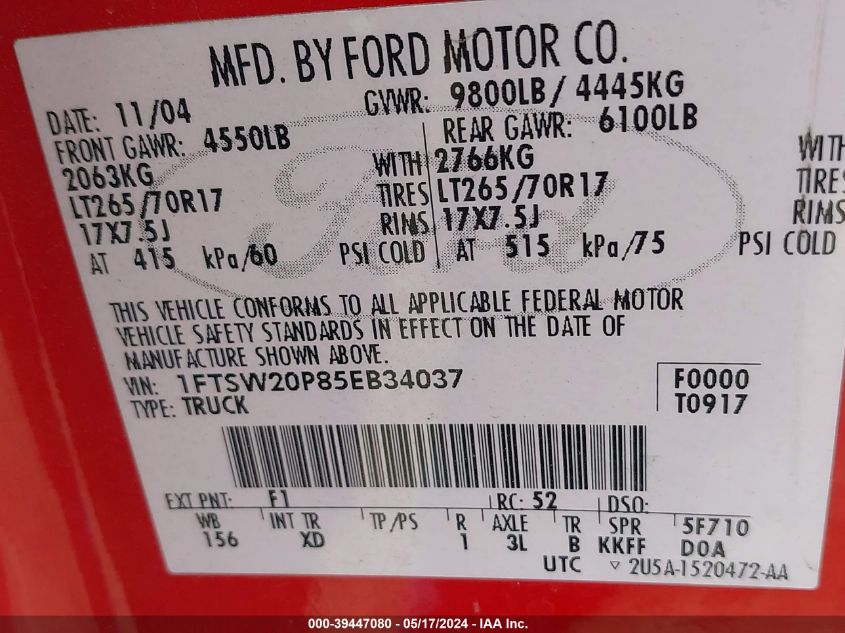 MFD. BY FORD MOTOR CO.
DATE: 11/04 GVWR: 9800LB/ 4445KG
FRONT GAWR: 4550LB REAR GAWR: 6100LB
2063KG WITH 2766KG WITH
LT265/70R17 TIRES LT265/70R17 TIRES
17X7.5J RIMS 17X7.5J RIMS
AT 415 kPa/60 PSI COLD AT 515 kPa/75 PSI COLD
THIS VEHICLE CONFORMS TO ALL APPLICABLE FEDERAL MOTOR
VEHICLE SAFETY STANDARDS IN EFFECT ON THE DATE OF
MANUFACTURE SHOWN ABOVE.
VIN: 1FTSW20P85EB34037 F0000
TYPE: TRUCK T0917
EXT PNT: F1 RC: 52 DSO:
WB INT TR TP/PS R AXLE TR SPR 5F710
156 XD 1 3L B KKFF DOA
UTC ▽ 2U5A-1520472-AA
Ford
000-39447080 - 05/17/2024 - IAA Inc.